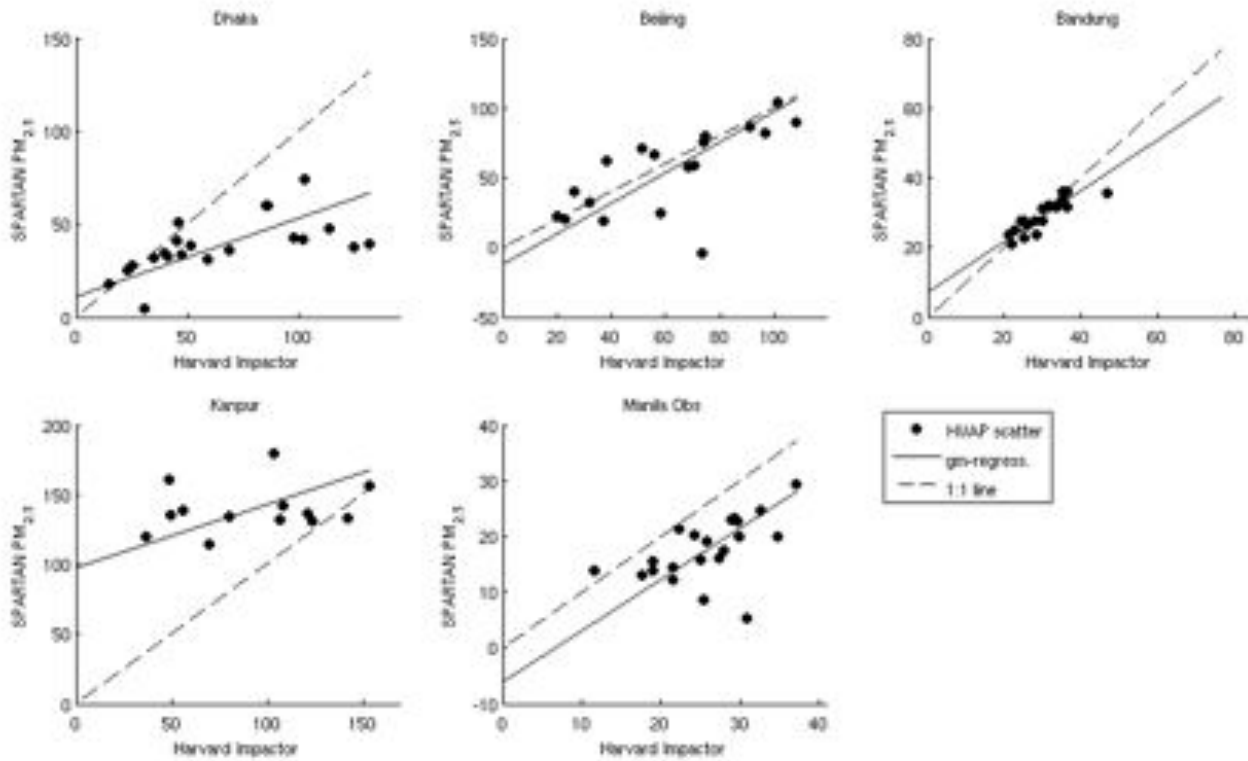 Dhaka
Beijing
Bandung
150
100
50
0
SPARTAN PM2.5
0 50 100
Harvard Impactor
150
100
50
0
-50
SPARTAN PM2.5
0 20 40 60 80 100
Harvard Impactor
80
60
40
20
0
SPARTAN PM2.5
0 20 40 60 80
Harvard Impactor
Kanpur
Manila Obs
200
150
100
50
0
SPARTAN PM2.5
0 50 100 150
Harvard Impactor
40
30
20
10
0
-10
SPARTAN PM2.5
0 10 20 30 40
Harvard Impactor
scatter
gm-regress.
1:1 line